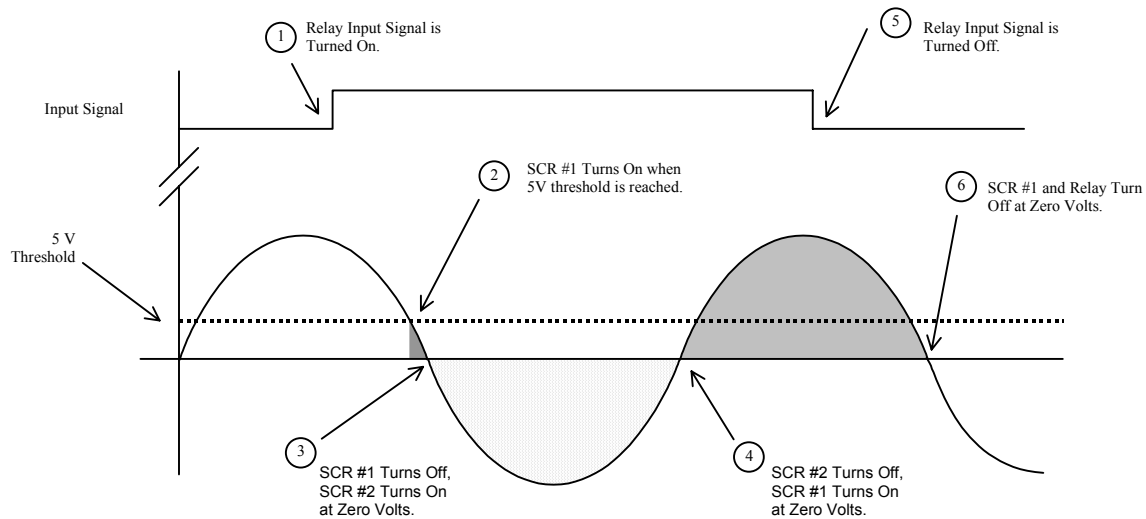 1
Relay Input Signal is
Turned On.
5
Relay Input Signal is
Turned Off.
Input Signal
2
SCR #1 Turns On when
5V threshold is reached.
6
SCR #1 and Relay Turn
Off at Zero Volts.
5 V
Threshold
3
SCR #1 Turns Off,
SCR #2 Turns On
at Zero Volts.
4
SCR #2 Turns Off,
SCR #1 Turns On
at Zero Volts.